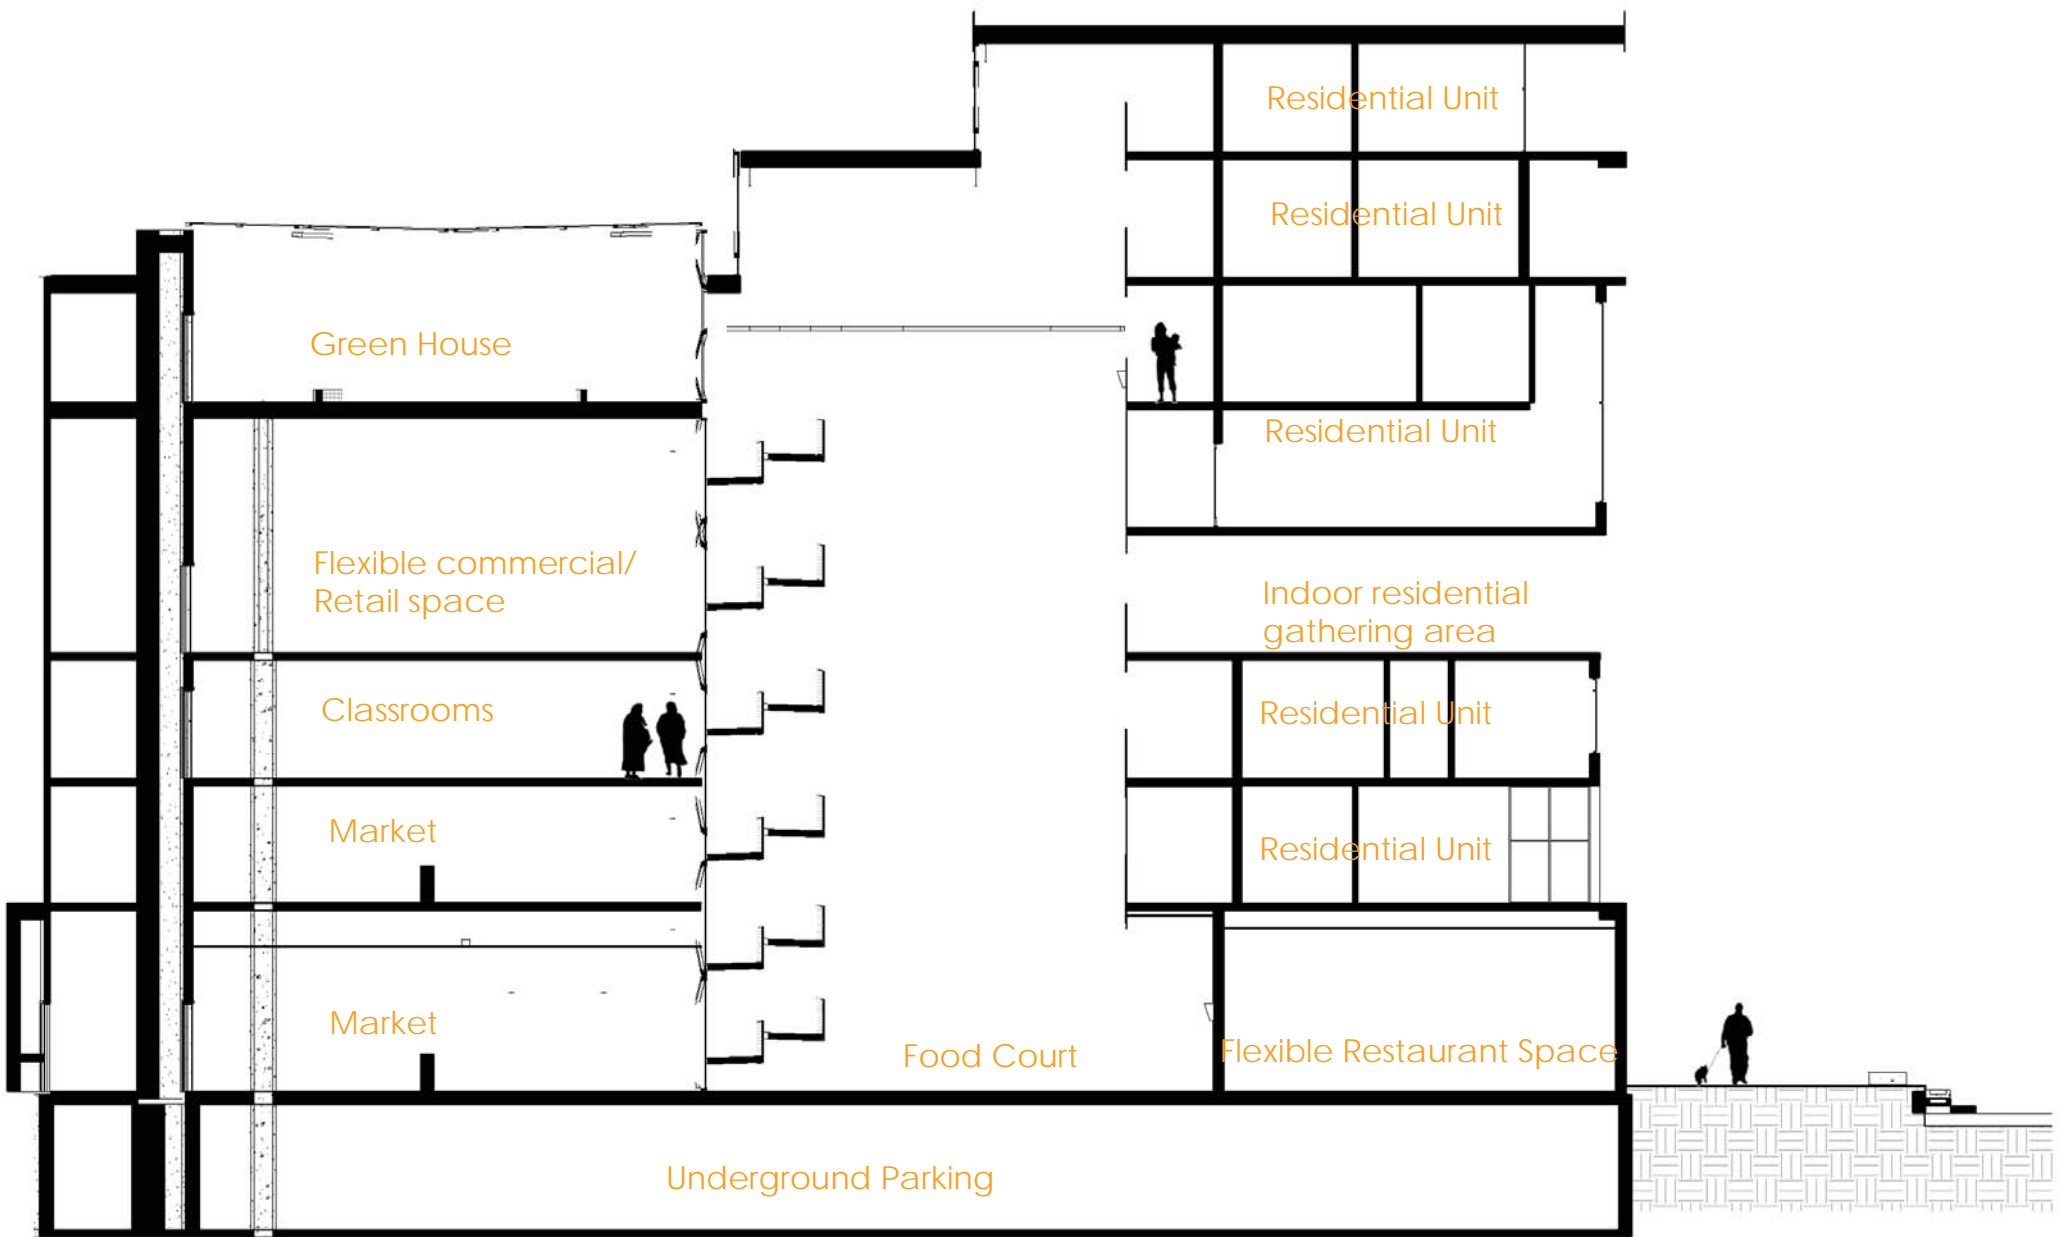 Residential Unit
Residential Unit
Green House
Residential Unit
Flexible commercial/
Retail space
Indoor residential
gathering area
Classrooms
Residential Unit
Market
Residential Unit
Market
Food Court
Flexible Restaurant Space
Underground Parking